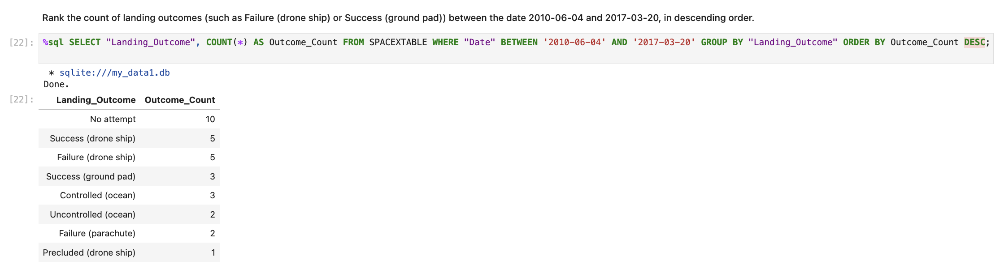 Rank the count of landing outcomes (such as Failure (drone ship) or Success (ground pad)) between the date 2010-06-04 and 2017-03-20, in descending order.
[22]: %sql SELECT "Landing_Outcome", COUNT(*) AS Outcome_Count FROM SPACEXTABLE WHERE "Date" BETWEEN '2010-06-04' AND '2017-03-20' GROUP BY "Landing_Outcome" ORDER BY Outcome_Count DESC;
* sqlite:///my_data1.db
Done.
[22]: Landing_Outcome Outcome_Count
No attempt 10
Success (drone ship) 5
Failure (drone ship) 5
Success (ground pad) 3
Controlled (ocean) 3
Uncontrolled (ocean) 2
Failure (parachute) 2
Precluded (drone ship) 1